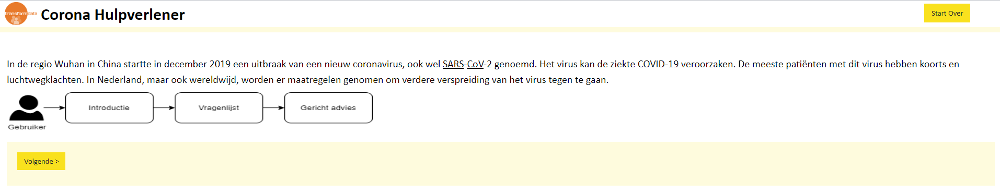 transformdata
Corona Hulpverlener
Start Over
In de regio Wuhan in China startte in december 2019 een uitbraak van een nieuw coronavirus, ook wel SARS-CoV-2 genoemd. Het virus kan de ziekte COVID-19 veroorzaken. De meeste patiënten met dit virus hebben koorts en
luchtwegklachten. In Nederland, maar ook wereldwijd, worden er maatregelen genomen om verdere verspreiding van het virus tegen te gaan.
Introductie
Vragenlijst
Gericht advies
Gebruiker
Volgende >